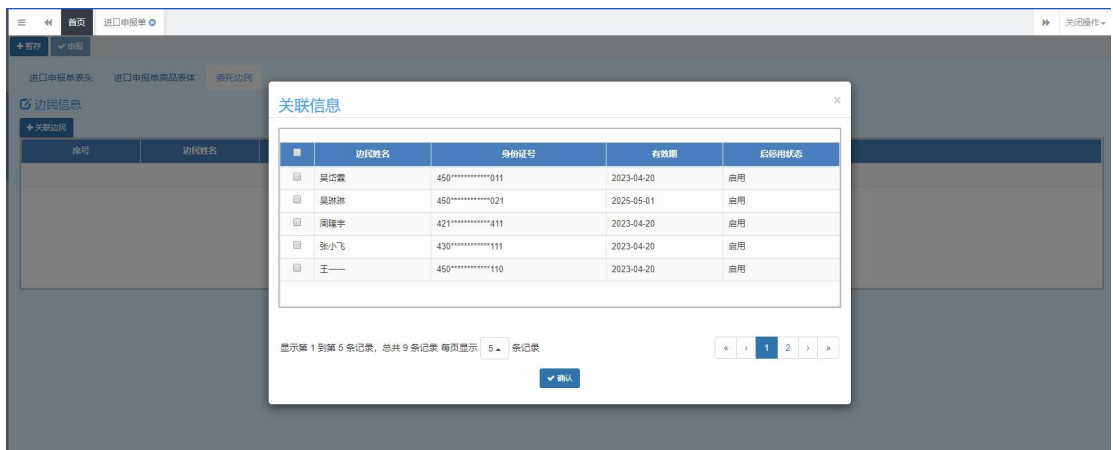 首页 进口申报单 关闭操作
暂存 申报
进口申报单表头 进口申报单商品表体 委托边民
边民信息
关联边民
序号 边民姓名
关联信息 ×
边民姓名 身份证号 有效期 启停用状态
吴岱霖 450************011 2023-04-20 启用
吴琳琳 450************021 2025-05-01 启用
周隆宇 421************411 2023-04-20 启用
张小飞 430************111 2023-04-20 启用
王一一 450************110 2023-04-20 启用
显示第 1 到第 5 条记录，总共 9 条记录 每页显示 5 条记录 « ‹ 1 2 › »
确认